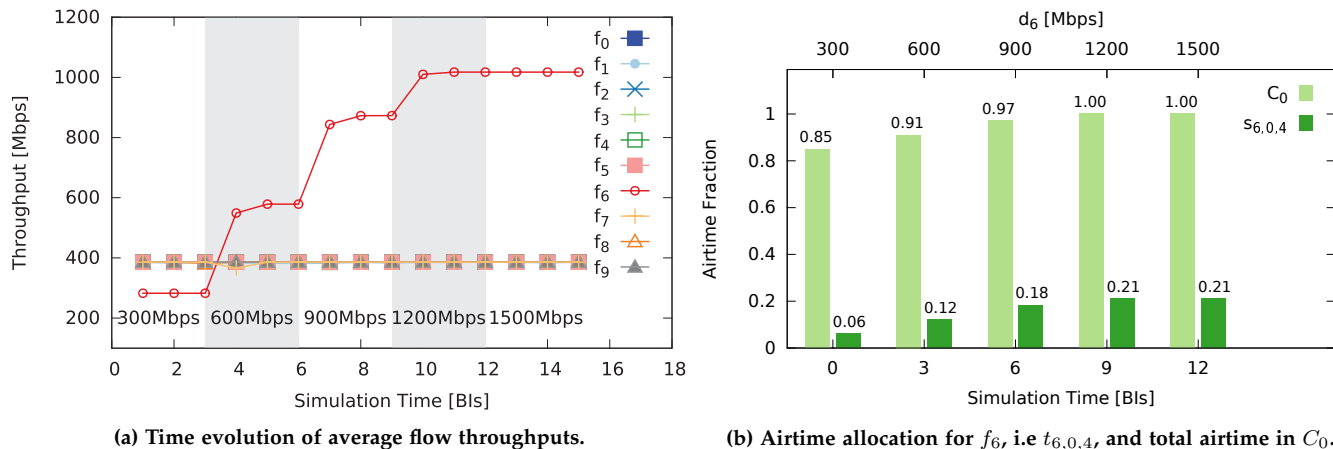 1200
1000
800
600
400
200
Throughput [Mbps]
f0
f1
f2
f3
f4
f5
f6
f7
f8
f9
300Mbps 600Mbps 900Mbps 1200Mbps 1500Mbps
0 2 4 6 8 10 12 14 16 18
Simulation Time [BIs]
(a) Time evolution of average flow throughputs.
d6 [Mbps]
300 600 900 1200 1500
1
0.8
0.6
0.4
0.2
0
Airtime Fraction
C0
s6,0,4
0.85 0.91 0.97 1.00 1.00
0.06 0.12 0.18 0.21 0.21
0 3 6 9 12
Simulation Time [BIs]
(b) Airtime allocation for f6, i.e t6,0,4, and total airtime in C0.